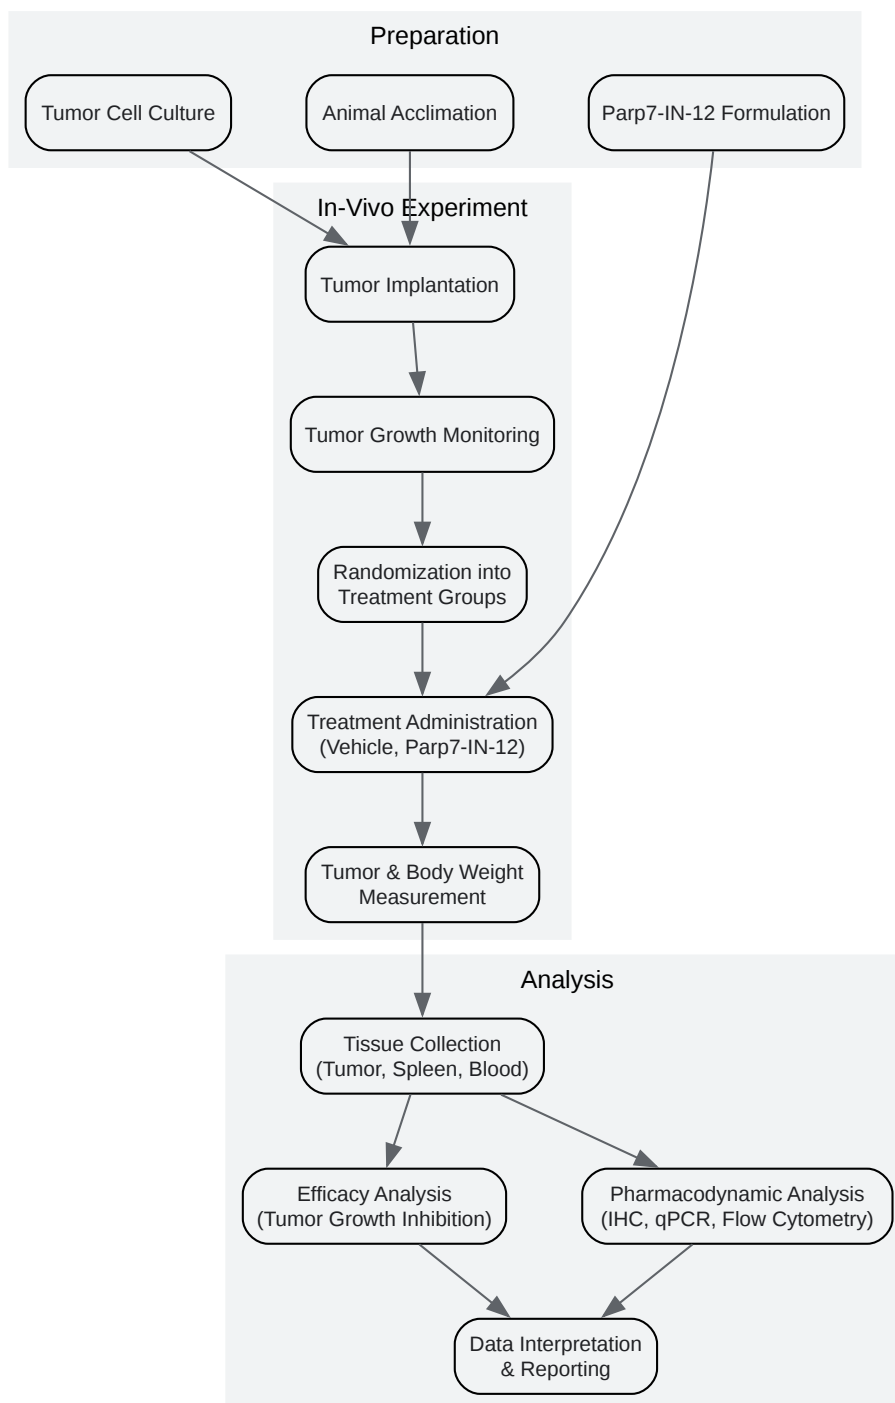 Preparation
Tumor Cell Culture
Animal Acclimation
Parp7-IN-12 Formulation
In-Vivo Experiment
Tumor Implantation
Tumor Growth Monitoring
Randomization into
Treatment Groups
Treatment Administration
(Vehicle, Parp7-IN-12)
Tumor & Body Weight
Measurement
Analysis
Tissue Collection
(Tumor, Spleen, Blood)
Efficacy Analysis
(Tumor Growth Inhibition)
Pharmacodynamic Analysis
(IHC, qPCR, Flow Cytometry)
Data Interpretation
& Reporting